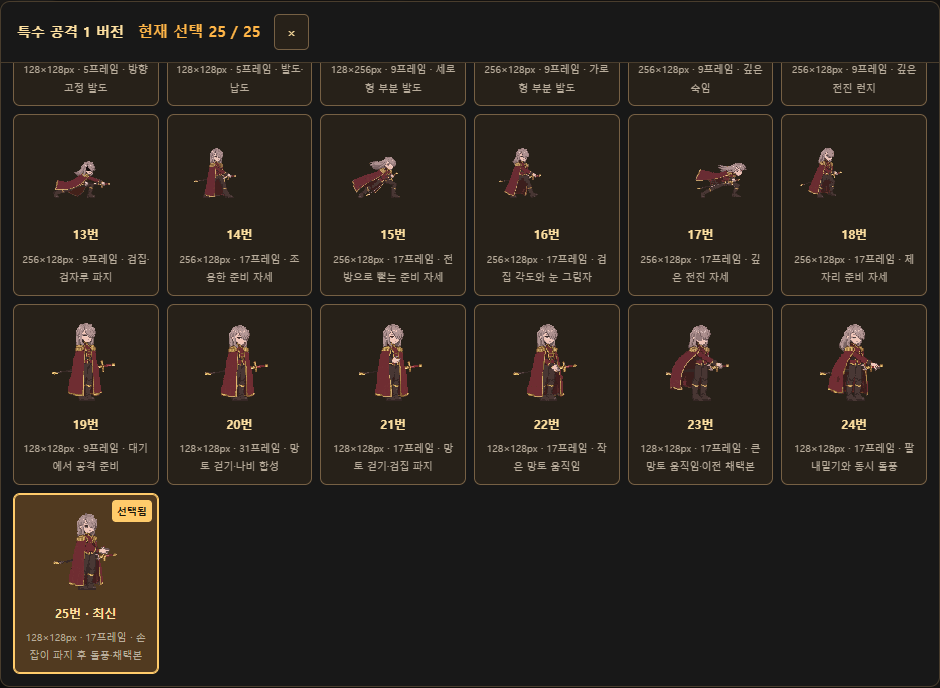 특수 공격 1 버전 현재 선택 25 / 25 ×
128×128px · 5프레임 · 방향
고정 발도
128×128px · 5프레임 · 발도·
납도
128×256px · 9프레임 · 세로
형 부분 발도
256×128px · 9프레임 · 가로
형 부분 발도
256×128px · 9프레임 · 깊은
숙임
256×128px · 9프레임 · 깊은
전진 런지
13번
256×128px · 9프레임 · 검집·
검자루 파지
14번
256×128px · 17프레임 · 조
용한 준비 자세
15번
256×128px · 17프레임 · 전
방으로 뻗는 준비 자세
16번
256×128px · 17프레임 · 검
집 각도와 눈 그림자
17번
256×128px · 17프레임 · 깊
은 전진 자세
18번
256×128px · 17프레임 · 제
자리 준비 자세
19번
128×128px · 9프레임 · 대기
에서 공격 준비
20번
128×128px · 31프레임 · 망
토 걷기·나비 합성
21번
128×128px · 17프레임 · 망
토 걷기·검집 파지
22번
128×128px · 17프레임 · 작
은 망토 움직임
23번
128×128px · 17프레임 · 큰
망토 움직임·이전 채택본
24번
128×128px · 17프레임 · 팔
내밀기와 동시 돌풍
선택됨
25번 · 최신
128×128px · 17프레임 · 손
잡이 파지 후 돌풍·채택본